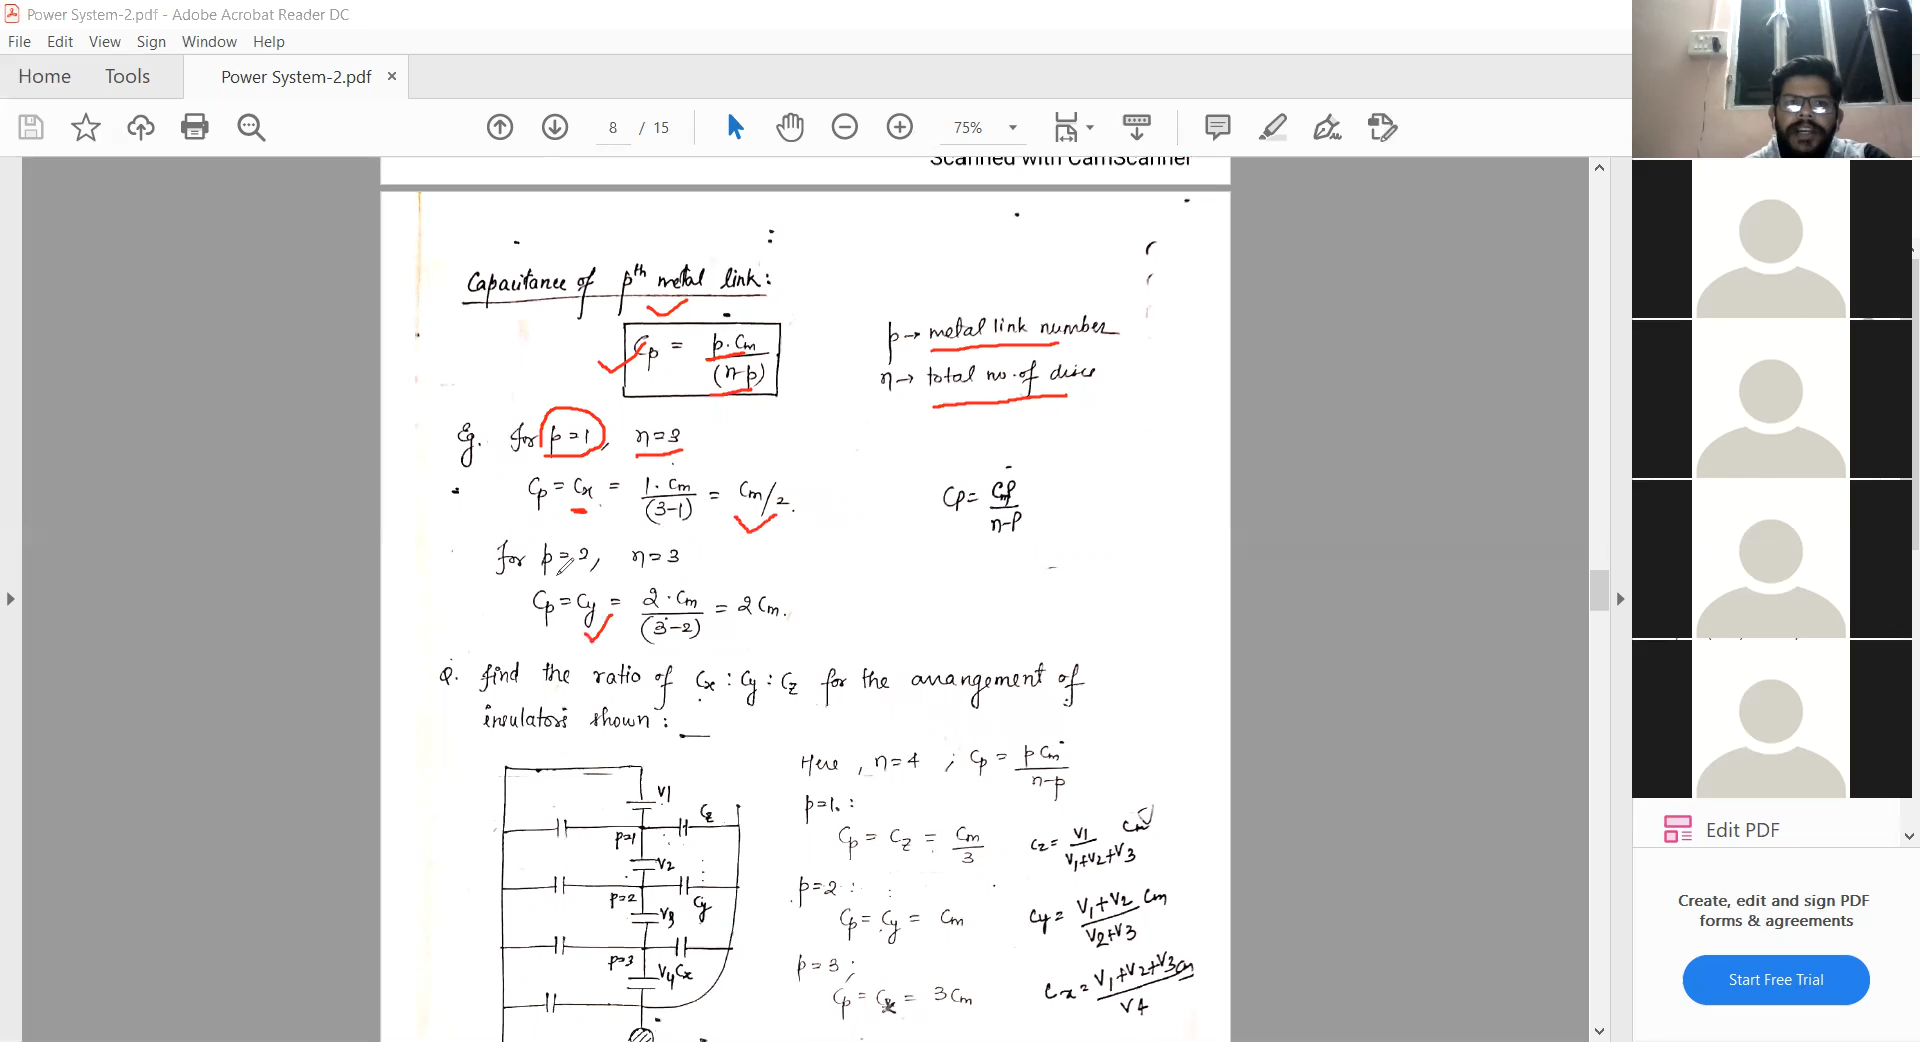 Power System-2.pdf - Adobe Acrobat Reader DC
File Edit View Sign Window Help
Home Tools Power System-2.pdf ×
8 / 15 75%
Scanned with CamScanner
Capacitance of pth metal link:
Cp = p.Cm / (n-p)
p → metal link number
n → total no. of discs
Eg. for p=1, n=3
Cp = Cx = 1.Cm / (3-1) = Cm/2.
Cp = CmP / n-P
for p=2, n=3
Cp = Cy = 2.Cm / (3-2) = 2Cm.
Q. find the ratio of Cx : Cy : Cz for the arrangement of
insulators shown :
Here, n=4 ; Cp = pCm / n-p
p=1 :
Cp = Cz = Cm / 3
Cz = V1 / V1+V2+V3 Cm
p=2 :
Cp = Cy = Cm
Cy = V1+V2 / V2+V3 Cm
p=3 ;
Cp = Cx = 3Cm
Cx = V1+V2+V3 Cm / V4
V1
Cz
p=1
V2
p=2
Cy
V3
p=3
V4 Cx
Edit PDF
Create, edit and sign PDF
forms & agreements
Start Free Trial